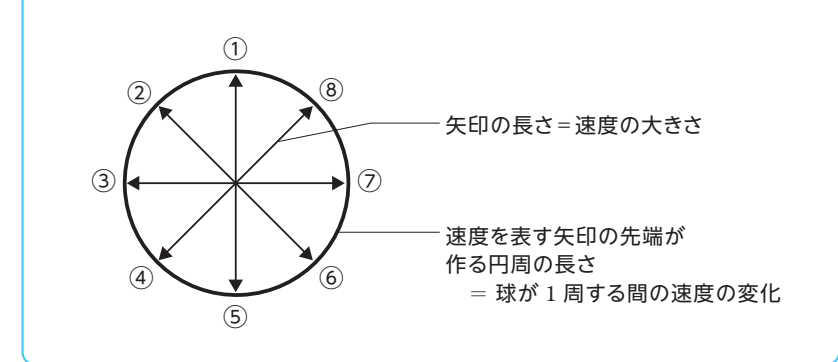 ①
②
⑧
矢印の長さ=速度の大きさ
③
⑦
速度を表す矢印の先端が
作る円周の長さ
= 球が 1 周する間の速度の変化
④
⑥
⑤